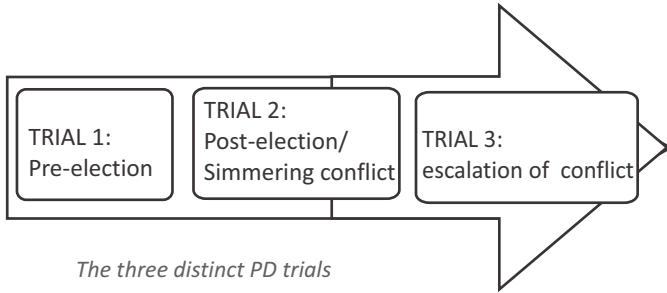 TRIAL 1:
Pre-election
TRIAL 2:
Post-election/
Simmering conflict
TRIAL 3:
escalation of conflict
The three distinct PD trials